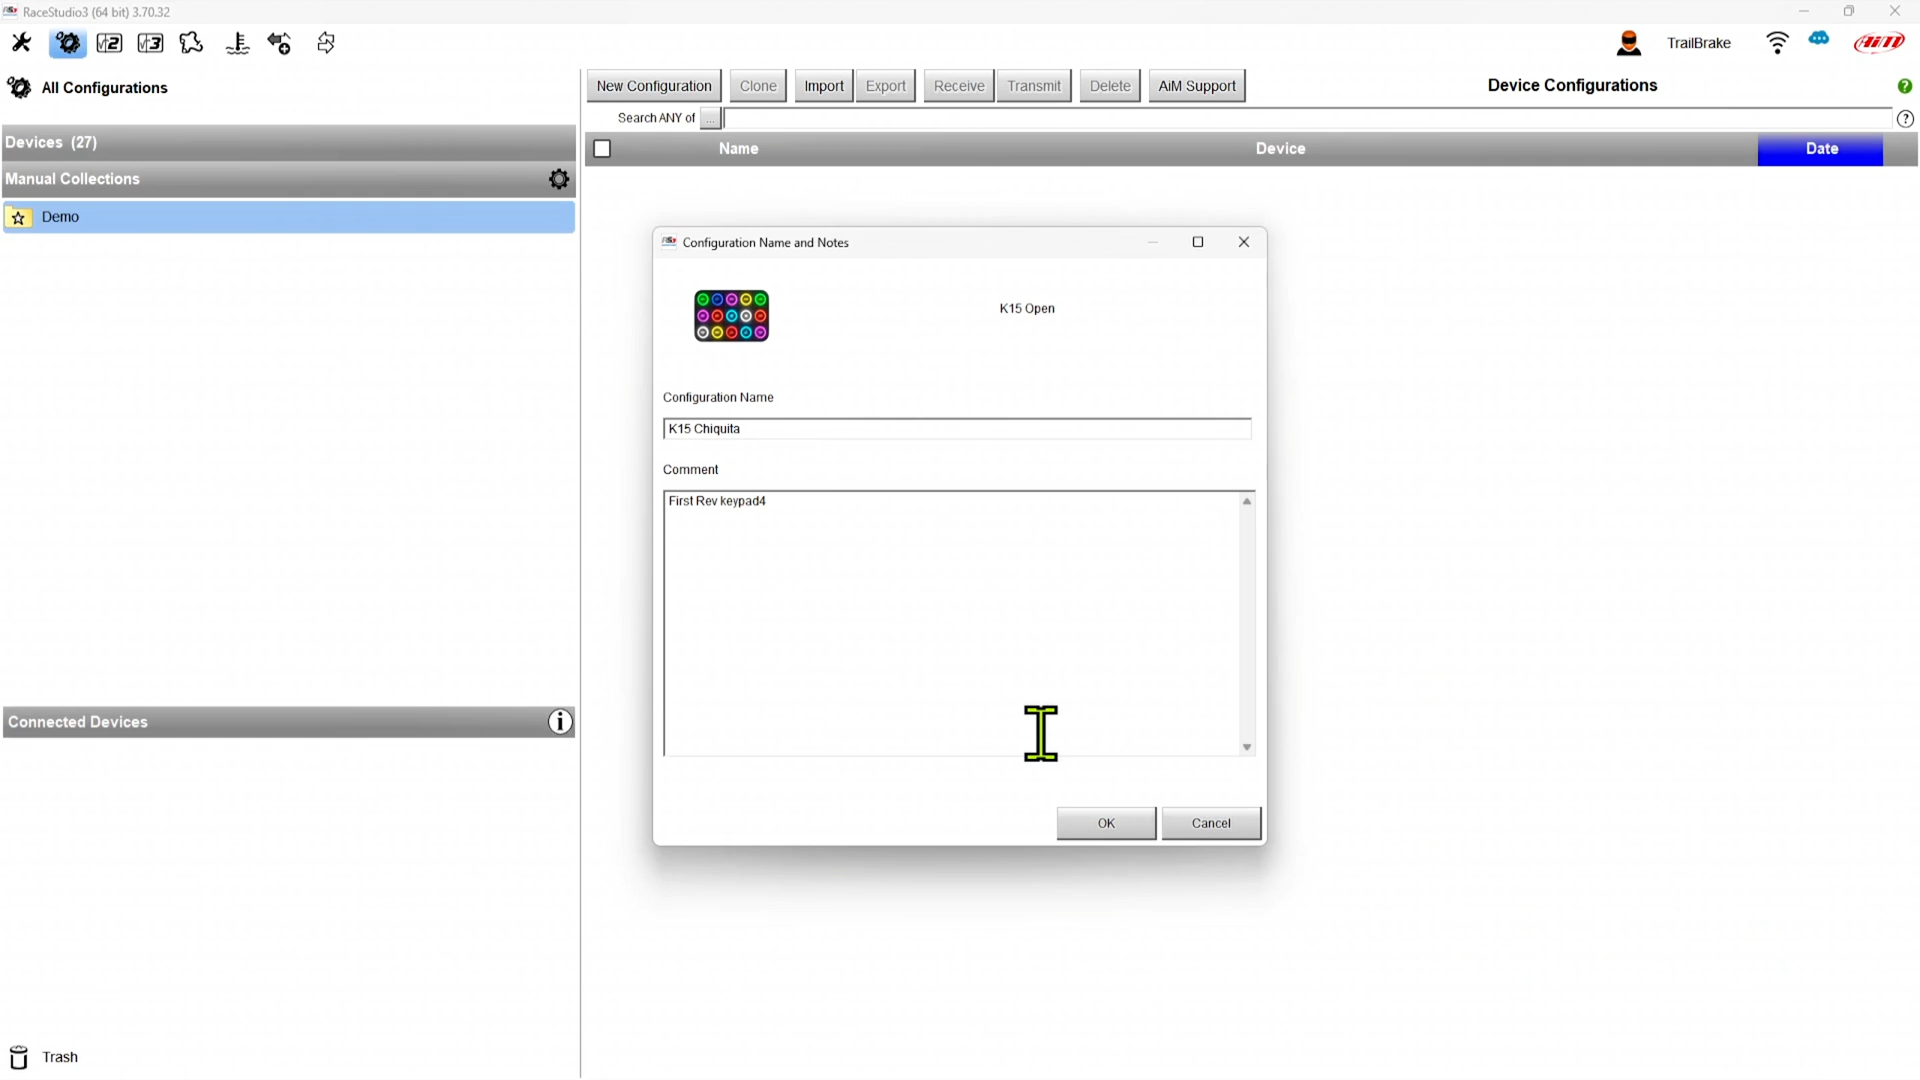 RaceStudio3 (64 bit) 3.70.32
TrailBrake
AiM
All Configurations
New Configuration Clone Import Export Receive Transmit Delete AiM Support
Device Configurations
Search ANY of ...
Devices (27)
Name Device Date
Manual Collections
Demo
Configuration Name and Notes
K15 Open
Configuration Name
K15 Chiquita
Comment
First Rev keypad4
Connected Devices
OK Cancel
Trash